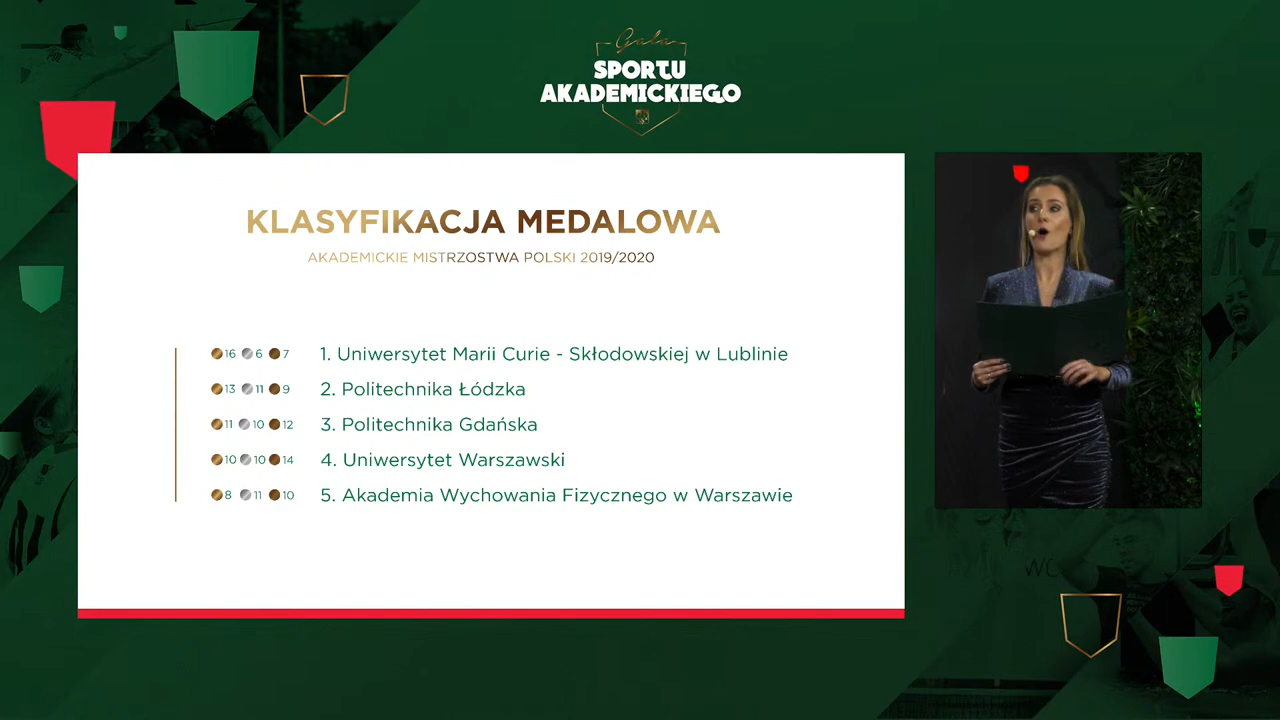 Gala
SPORTU
AKADEMICKIEGO
KLASYFIKACJA MEDALOWA
AKADEMICKIE MISTRZOSTWA POLSKI 2019/2020
16 6 7 1. Uniwersytet Marii Curie - Skłodowskiej w Lublinie
13 11 9 2. Politechnika Łódzka
11 10 12 3. Politechnika Gdańska
10 10 14 4. Uniwersytet Warszawski
8 11 10 5. Akademia Wychowania Fizycznego w Warszawie